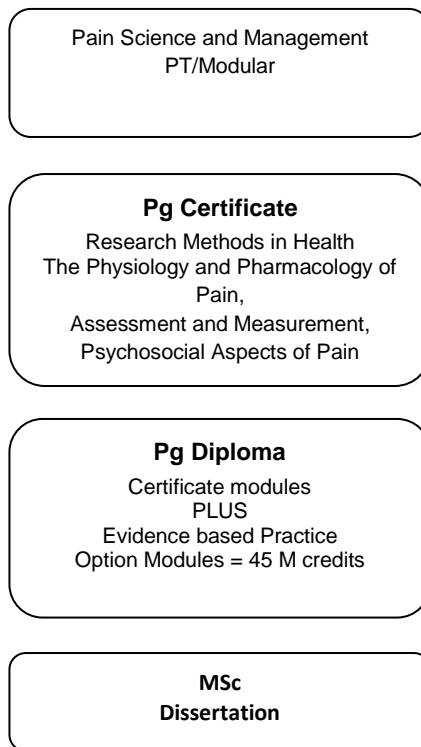 Pain Science and Management
PT/Modular
Pg Certificate
Research Methods in Health
The Physiology and Pharmacology of
Pain,
Assessment and Measurement,
Psychosocial Aspects of Pain
Pg Diploma
Certificate modules
PLUS
Evidence based Practice
Option Modules = 45 M credits
MSc
Dissertation